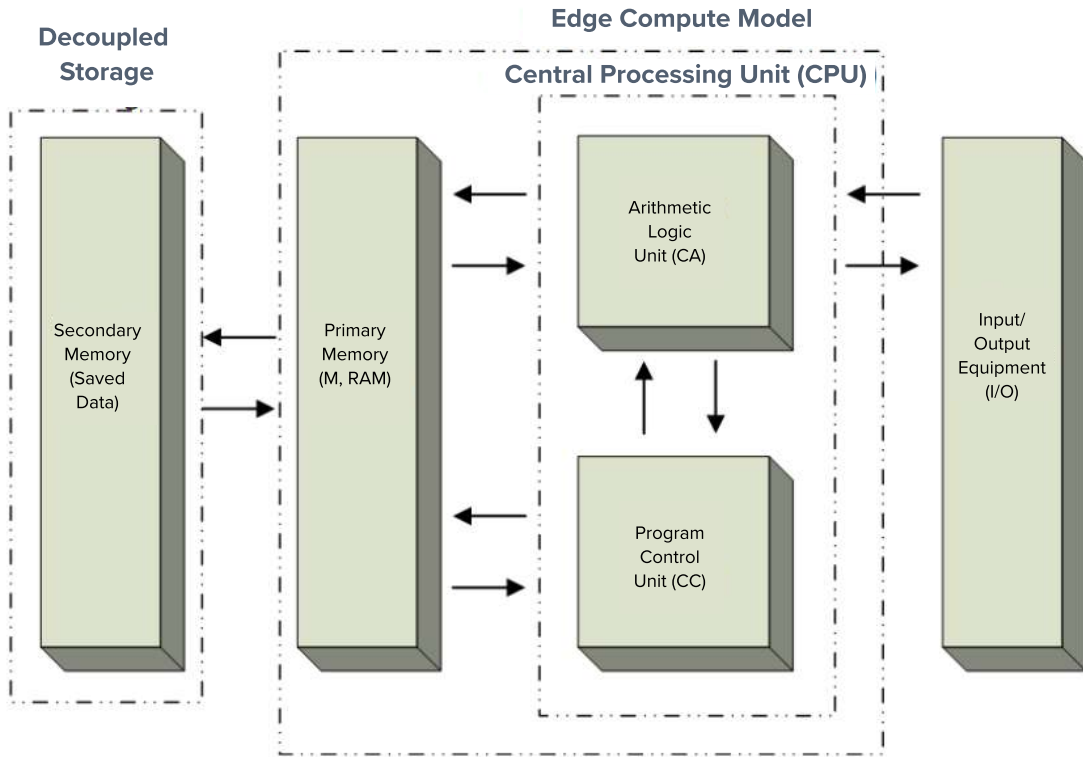 Edge Compute Model
Decoupled
Storage
Central Processing Unit (CPU)
Secondary
Memory
(Saved
Data)
Primary
Memory
(M, RAM)
Arithmetic
Logic
Unit (CA)
Program
Control
Unit (CC)
Input/
Output
Equipment
(I/O)